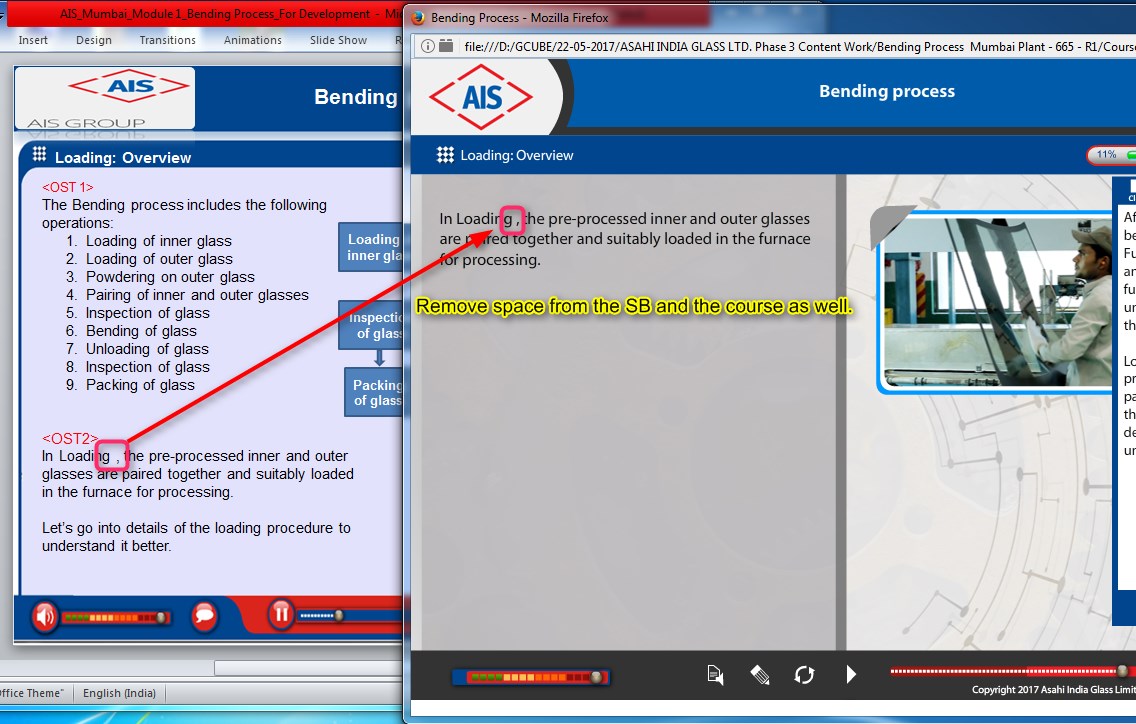 AIS_Mumbai_Module 1_Bending Process_For Development - Mi
Insert Design Transitions Animations Slide Show R
AIS
AIS GROUP
Bending
Loading: Overview
<OST 1>
The Bending process includes the following
operations:
1. Loading of inner glass
2. Loading of outer glass
3. Powdering on outer glass
4. Pairing of inner and outer glasses
5. Inspection of glass
6. Bending of glass
7. Unloading of glass
8. Inspection of glass
9. Packing of glass
Loading
inner gla
Inspectio
of glas
Packing
of glass
<OST2>
In Loading , the pre-processed inner and outer
glasses are paired together and suitably loaded
in the furnace for processing.
Let's go into details of the loading procedure to
understand it better.
ffice Theme" English (India)
Bending Process - Mozilla Firefox
file:///D:/GCUBE/22-05-2017/ASAHI INDIA GLASS LTD. Phase 3 Content Work/Bending Process Mumbai Plant - 665 - R1/Course
AIS
Bending process
Loading: Overview
11%
In Loading , the pre-processed inner and outer glasses
are paired together and suitably loaded in the furnace
for processing.
Remove space from the SB and the course as well.
Cl
Af
be
Fu
an
fu
un
th
Lo
pr
pa
th
de
un
Copyright 2017 Asahi India Glass Limit